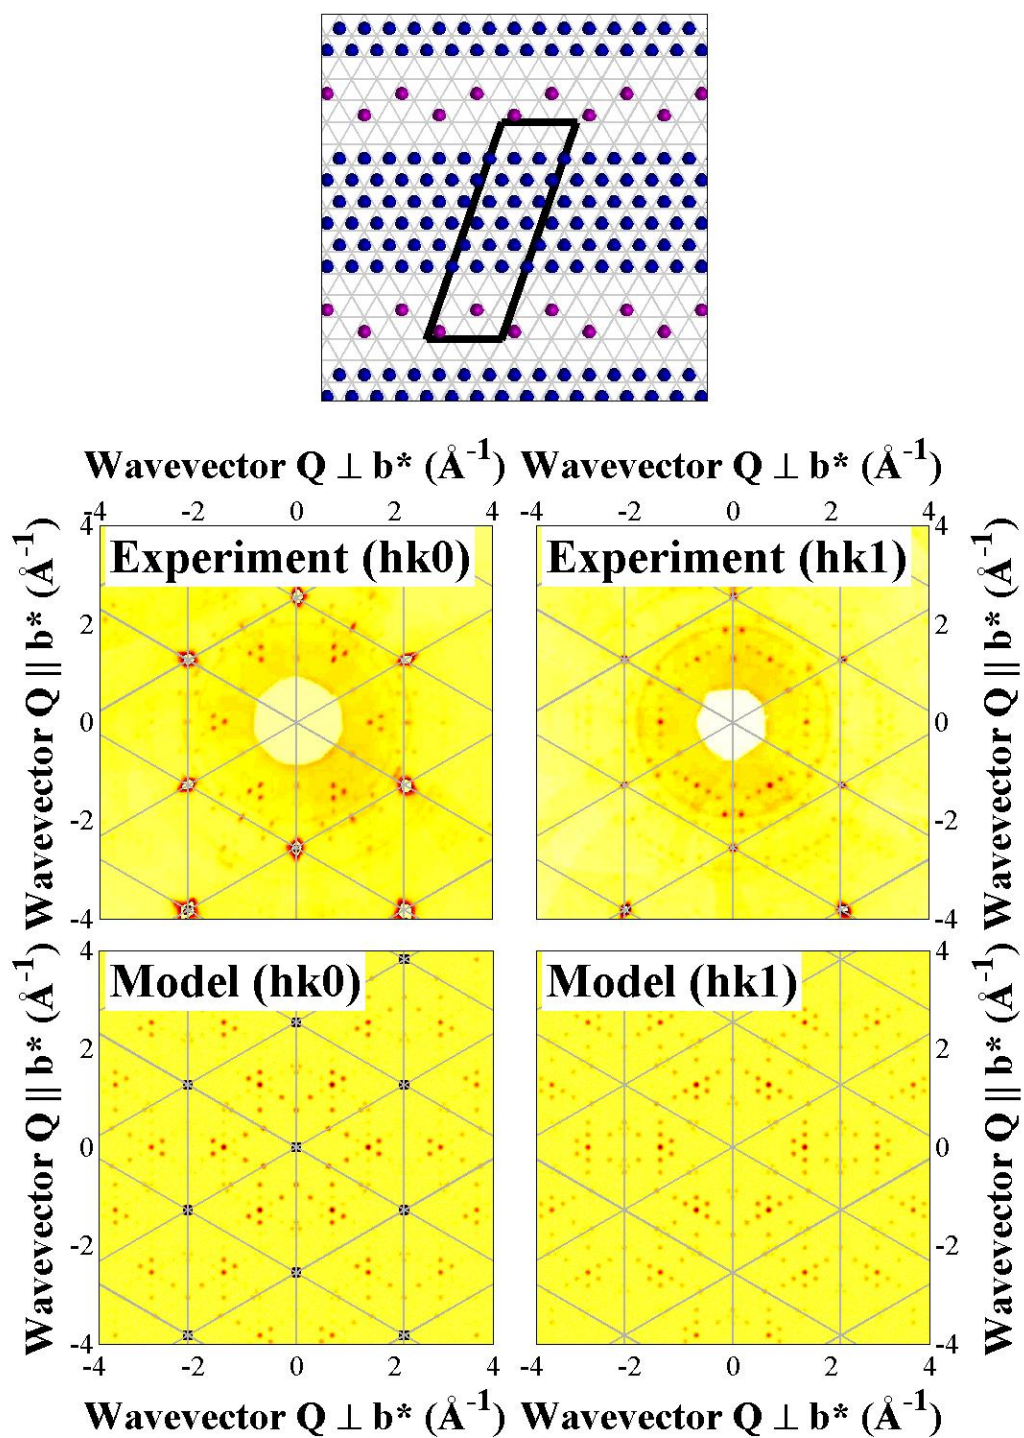 Wavevector Q ⊥ b* (Å⁻¹) Wavevector Q ⊥ b* (Å⁻¹)
-2 0 2 4 -4 -2 0 2 4
4
Experiment (hk0) Experiment (hk1)
Wavevector Q || b* (Å⁻¹)
2
0
-2
-4
4
2
0
-2
-4
Wavevector Q || b* (Å⁻¹)
Model (hk0) Model (hk1)
Wavevector Q || b* (Å⁻¹)
4
2
0
-2
-4
4
2
0
-2
-4
Wavevector Q || b* (Å⁻¹)
-4 -2 0 2 4 -4 -2 0 2 4
Wavevector Q ⊥ b* (Å⁻¹) Wavevector Q ⊥ b* (Å⁻¹)